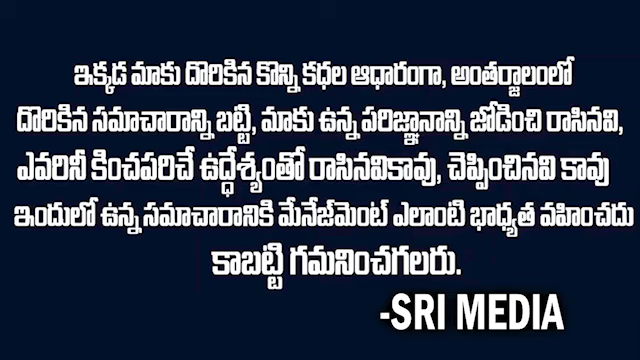 ఇక్కడ మాకు దొరికిన కొన్ని కధల ఆధారంగా, అంతర్జాలంలో
దొరికిన సమాచారాన్ని బట్టి, మాకు ఉన్న పరిజ్ఞానాన్ని జోడించి రాసినవి,
ఎవరినీ కించపరిచే ఉద్ధేశ్యంతో రాసినవికావు, చెప్పించినవి కావు
ఇందులో ఉన్న సమాచారానికి మేనేజ్‌మెంట్ ఎలాంటి భాధ్యత వహించదు
కాబట్టి గమనించగలరు.
-SRI MEDIA